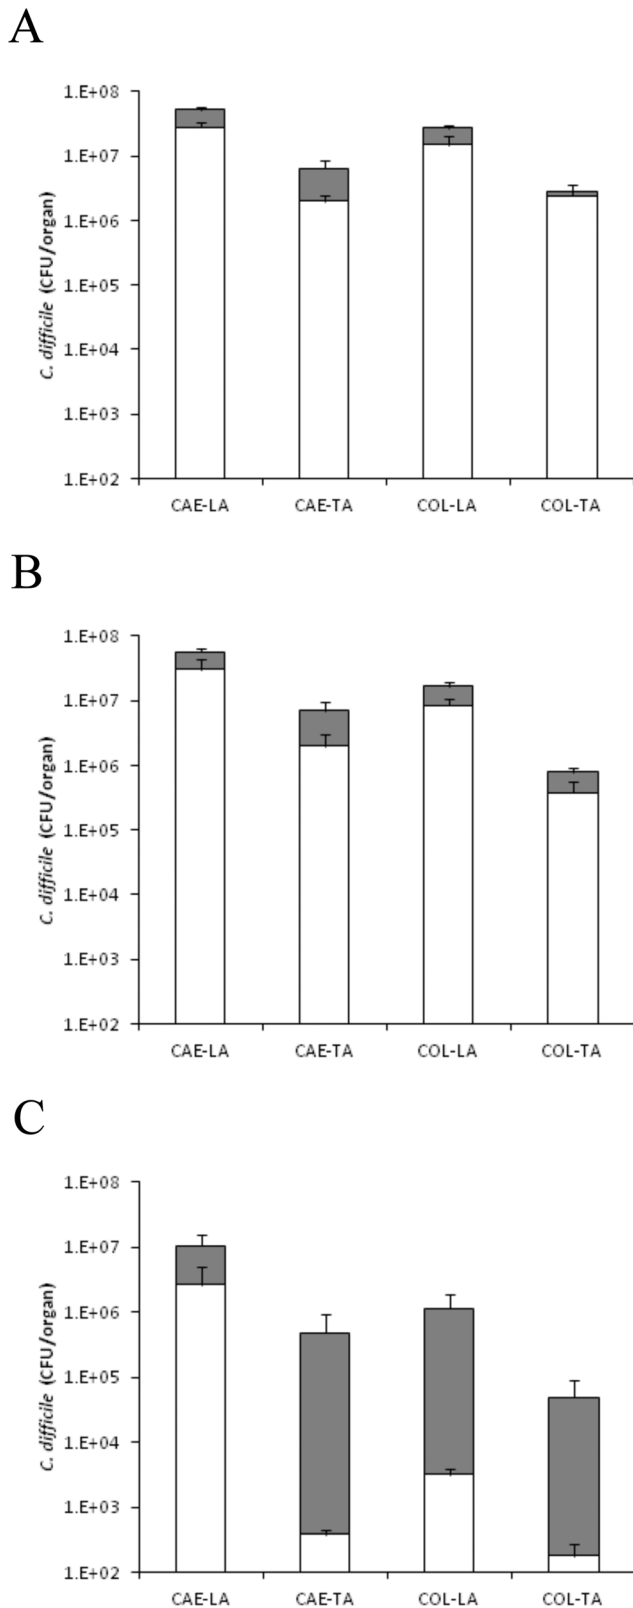 A
C. difficile (CFU/organ)
1.E+08
1.E+07
1.E+06
1.E+05
1.E+04
1.E+03
1.E+02
CAE-LA CAE-TA COL-LA COL-TA
B
C. difficile (CFU/organ)
1.E+08
1.E+07
1.E+06
1.E+05
1.E+04
1.E+03
1.E+02
CAE-LA CAE-TA COL-LA COL-TA
C
C. difficile (CFU/organ)
1.E+08
1.E+07
1.E+06
1.E+05
1.E+04
1.E+03
1.E+02
CAE-LA CAE-TA COL-LA COL-TA